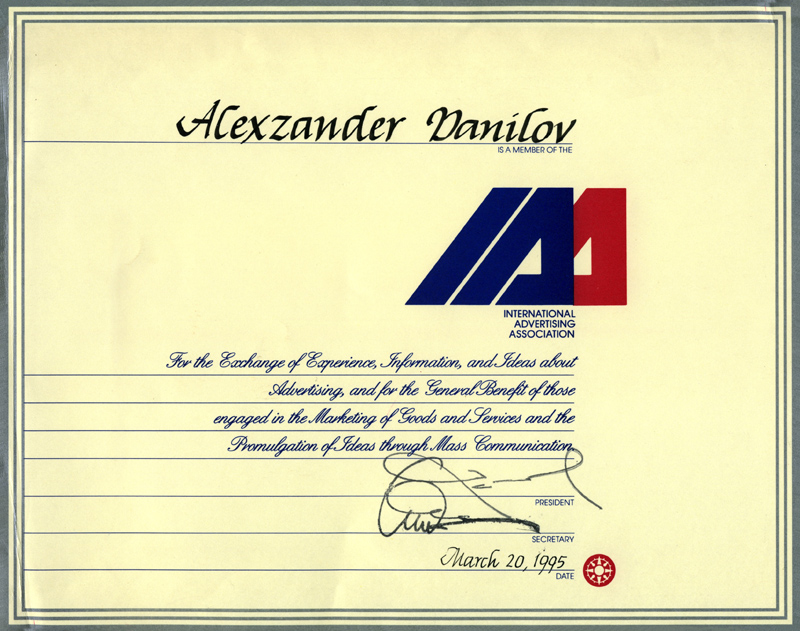 Alexzander Danilov
IS A MEMBER OF THE
IAA
INTERNATIONAL
ADVERTISING
ASSOCIATION
For the Exchange of Experience, Information, and Ideas about
Advertising, and for the General Benefit of those
engaged in the Marketing of Goods and Services and the
Promulgation of Ideas through Mass Communication.
PRESIDENT
SECRETARY
March 20, 1995
DATE